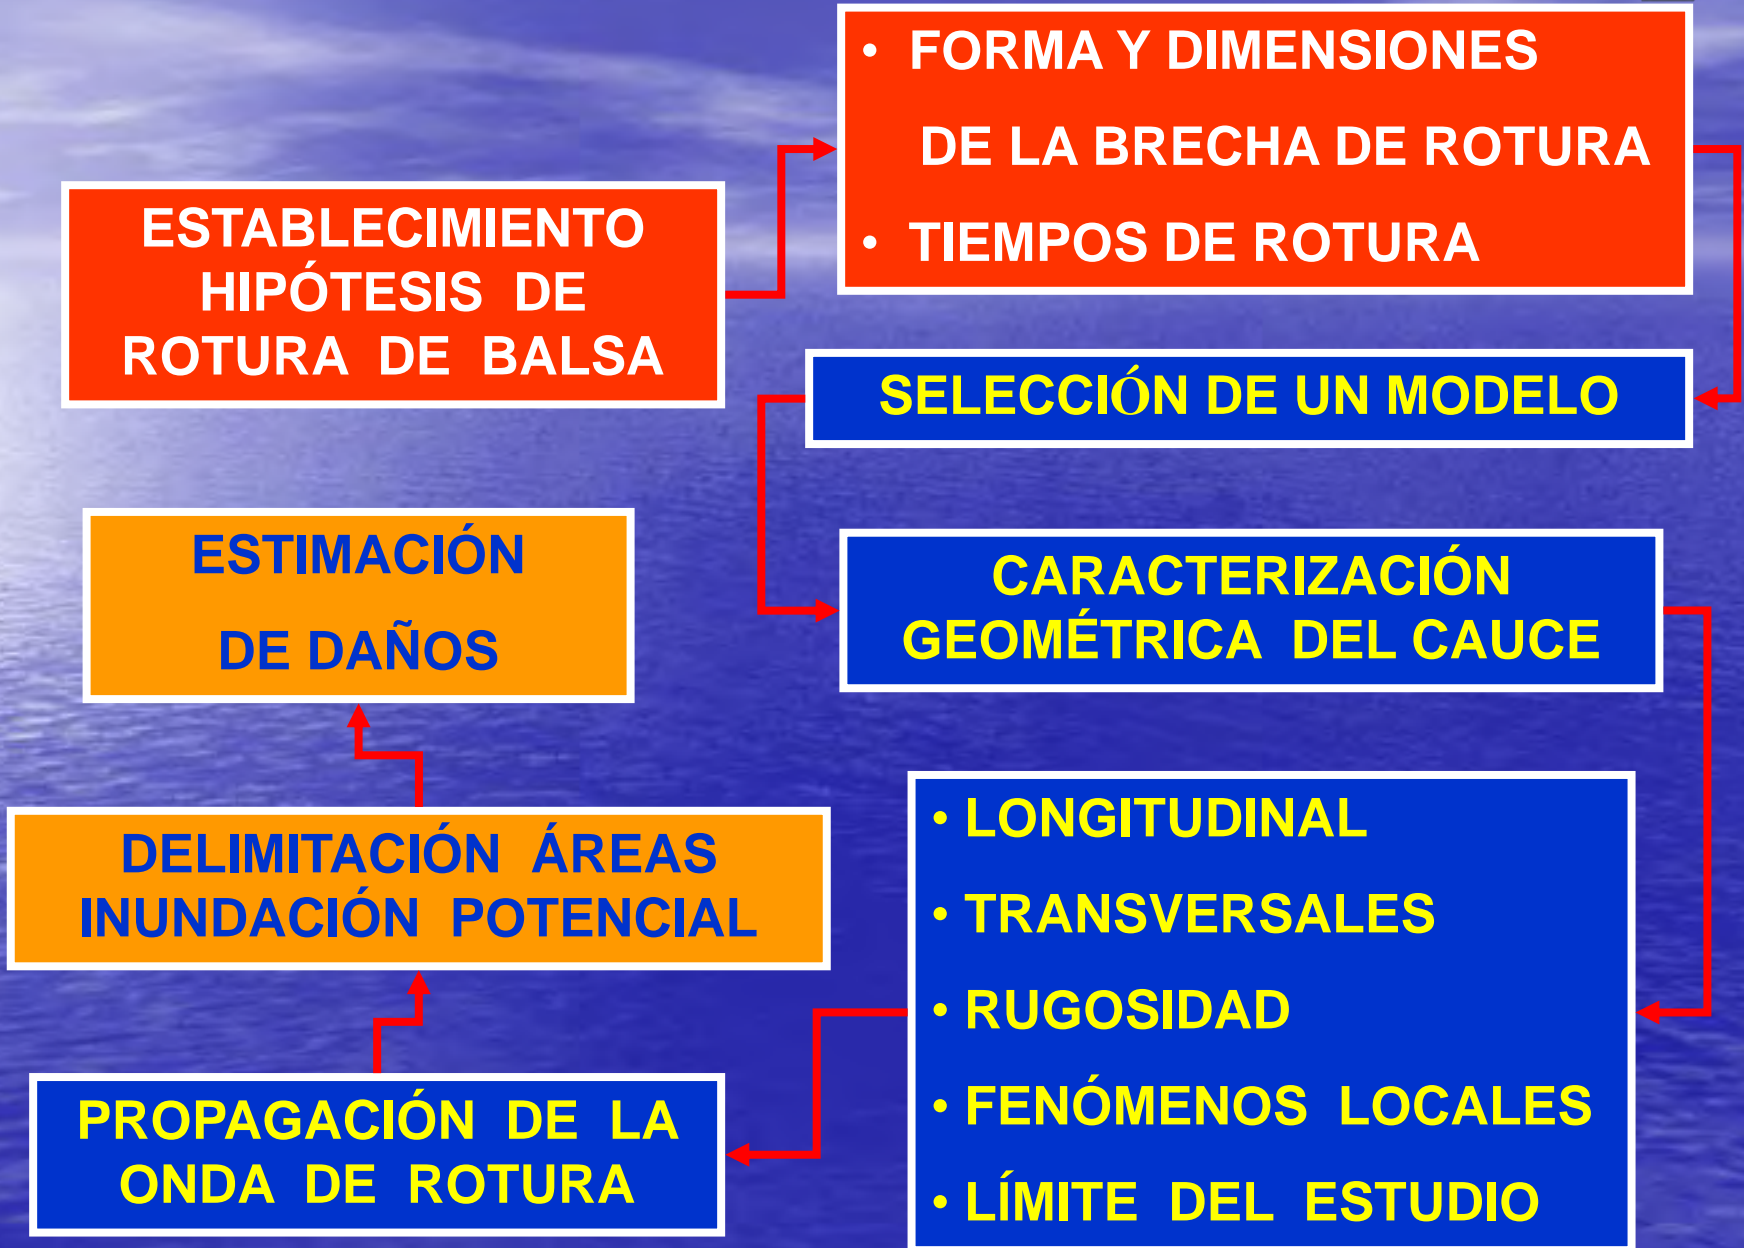 ESTABLECIMIENTO
HIPÓTESIS DE
ROTURA DE BALSA
• FORMA Y DIMENSIONES
DE LA BRECHA DE ROTURA
• TIEMPOS DE ROTURA
SELECCIÓN DE UN MODELO
CARACTERIZACIÓN
GEOMÉTRICA DEL CAUCE
• LONGITUDINAL
• TRANSVERSALES
• RUGOSIDAD
• FENÓMENOS LOCALES
• LÍMITE DEL ESTUDIO
PROPAGACIÓN DE LA
ONDA DE ROTURA
DELIMITACIÓN ÁREAS
INUNDACIÓN POTENCIAL
ESTIMACIÓN
DE DAÑOS